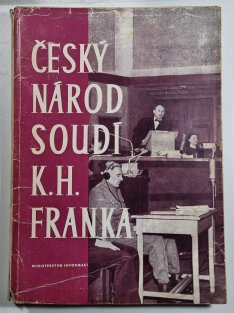 ČESKÝ
NÁROD
SOUDÍ
K.H.
FRANKA
MINISTERSTVO INFORMACÍ